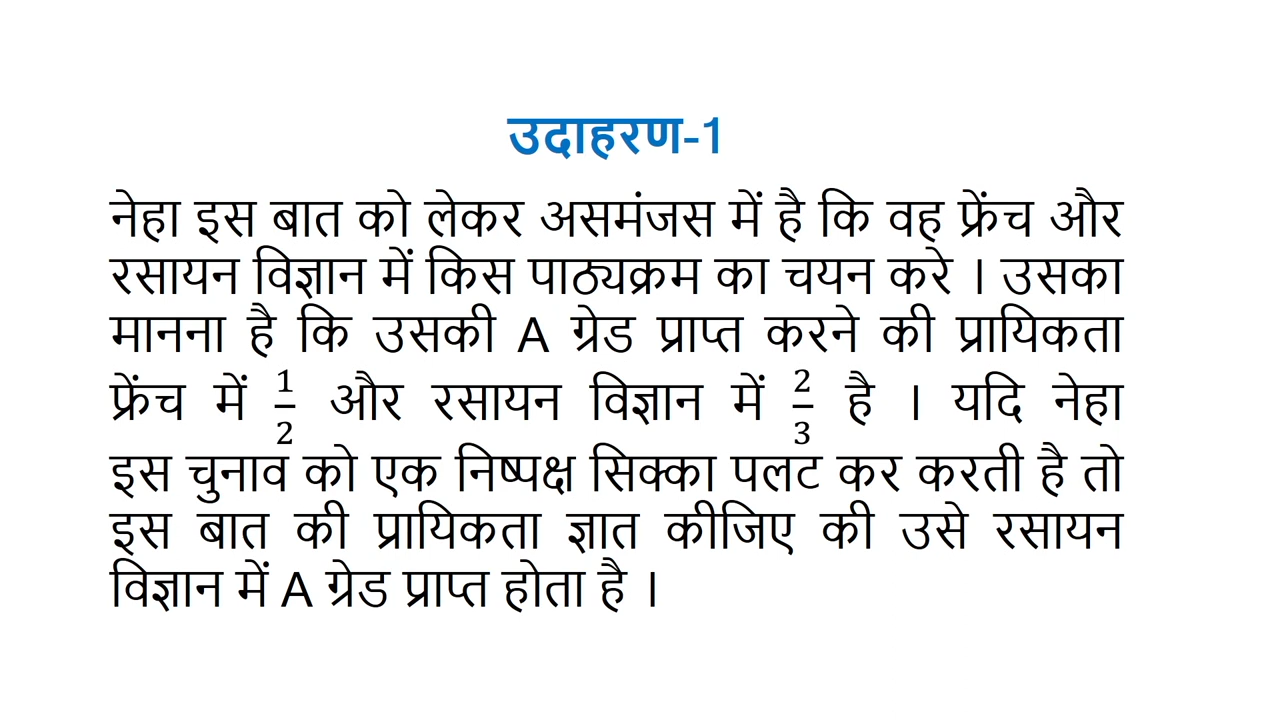 उदाहरण-1
नेहा इस बात को लेकर असमंजस में है कि वह फ्रेंच और
रसायन विज्ञान में किस पाठ्यक्रम का चयन करे । उसका
मानना है कि उसकी A ग्रेड प्राप्त करने की प्रायिकता
फ्रेंच में 1/2 और रसायन विज्ञान में 2/3 है । यदि नेहा
इस चुनाव को एक निष्पक्ष सिक्का पलट कर करती है तो
इस बात की प्रायिकता ज्ञात कीजिए की उसे रसायन
विज्ञान में A ग्रेड प्राप्त होता है ।